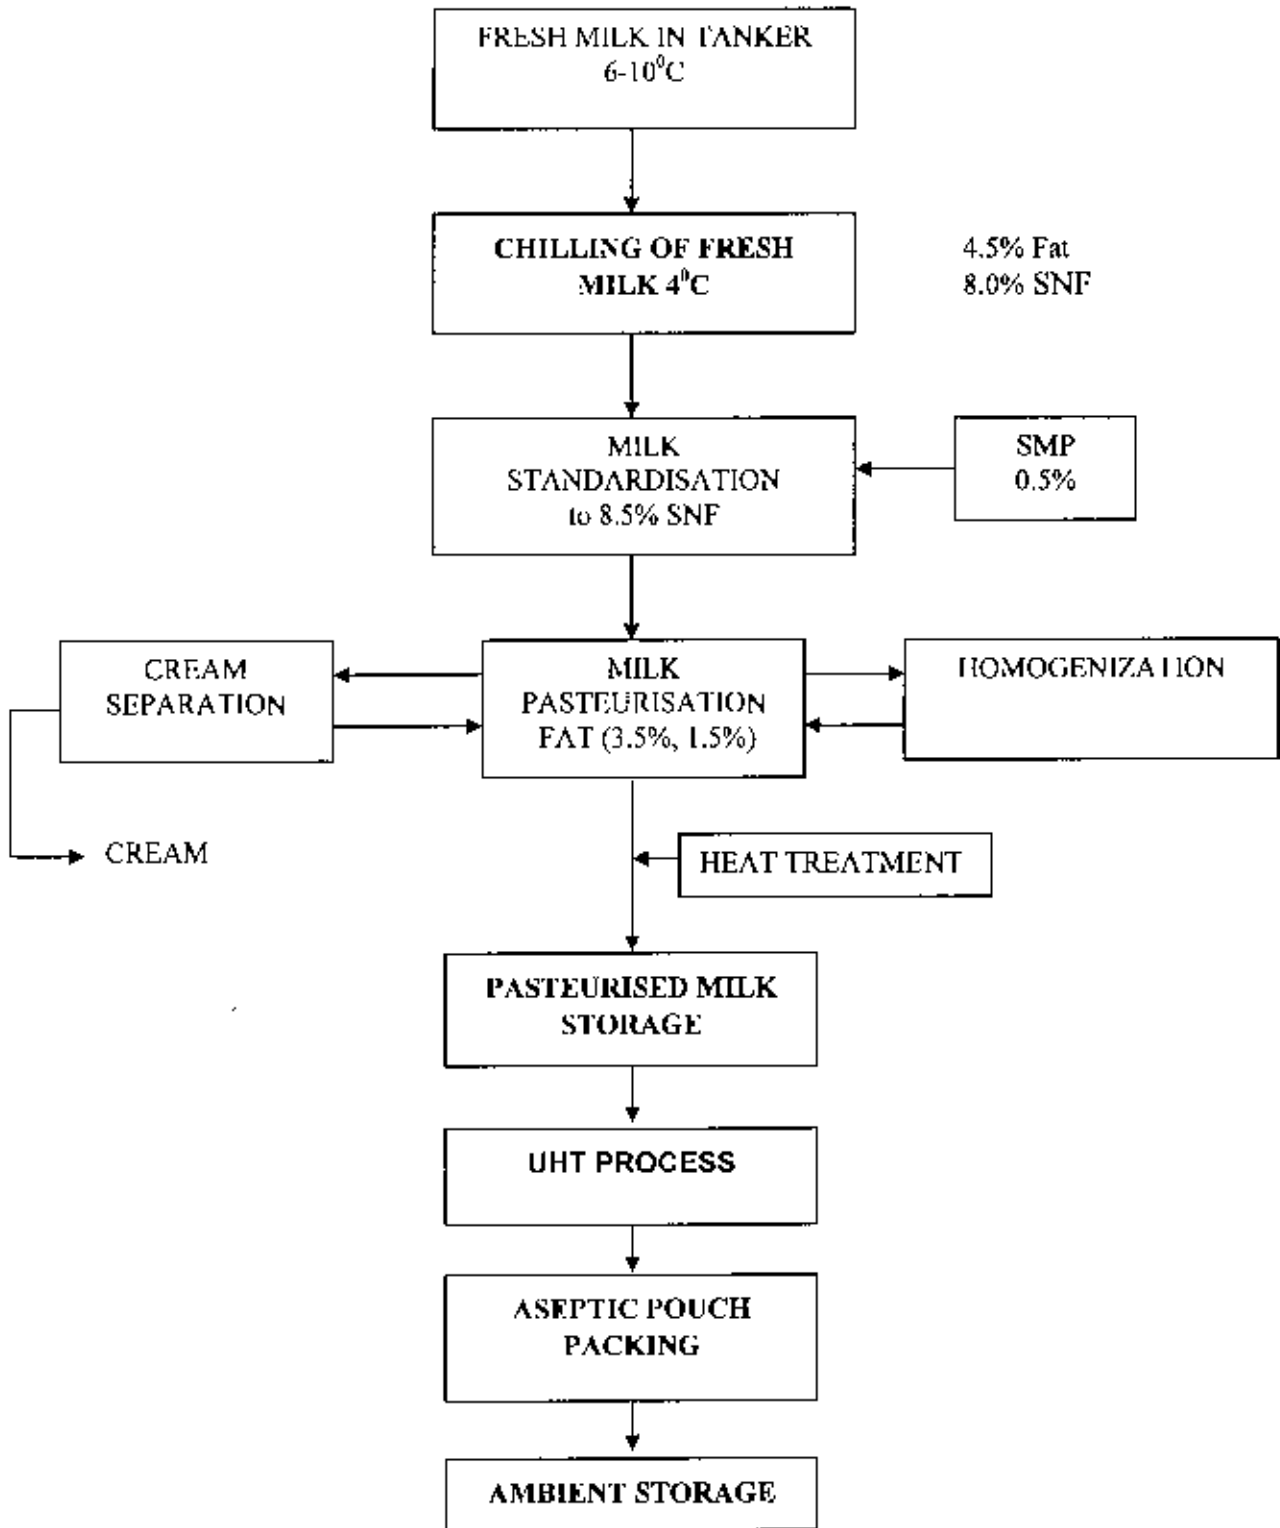 FRESH MILK IN TANKER
6-10⁰C
CHILLING OF FRESH
MILK 4⁰C
4.5% Fat
8.0% SNF
MILK
STANDARDISATION
to 8.5% SNF
SMP
0.5%
CREAM
SEPARATION
MILK
PASTEURISATION
FAT (3.5%, 1.5%)
HOMOGENIZATION
CREAM
HEAT TREATMENT
PASTEURISED MILK
STORAGE
UHT PROCESS
ASEPTIC POUCH
PACKING
AMBIENT STORAGE